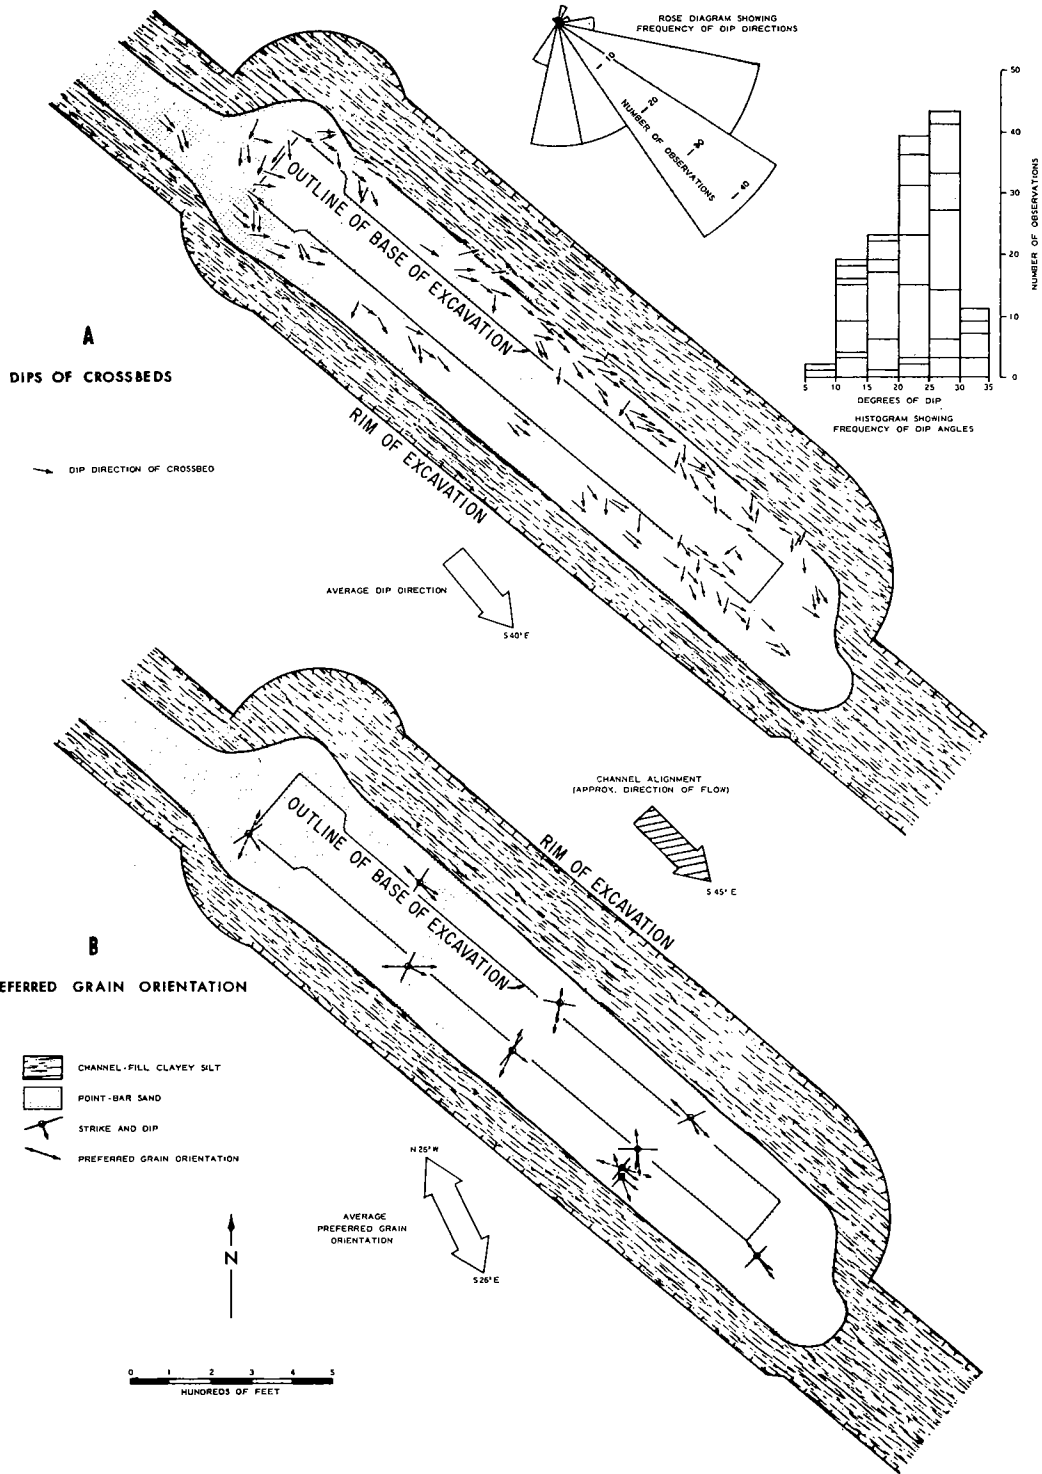 ROSE DIAGRAM SHOWING
FREQUENCY OF DIP DIRECTIONS
10
20
30
40
NUMBER OF OBSERVATIONS
50
40
30
20
10
0
NUMBER OF OBSERVATIONS
5 10 15 20 25 30 35
DEGREES OF DIP
HISTOGRAM SHOWING
FREQUENCY OF DIP ANGLES
OUTLINE OF BASE OF EXCAVATION
A
DIPS OF CROSSBEDS
RIM OF EXCAVATION
DIP DIRECTION OF CROSSBED
AVERAGE DIP DIRECTION
S 40° E
CHANNEL ALIGNMENT
(APPROX. DIRECTION OF FLOW)
S 45° E
OUTLINE OF BASE OF EXCAVATION
RIM OF EXCAVATION
B
EFERRED GRAIN ORIENTATION
CHANNEL-FILL CLAYEY SILT
POINT-BAR SAND
STRIKE AND DIP
PREFERRED GRAIN ORIENTATION
N 26° W
AVERAGE
PREFERRED GRAIN
ORIENTATION
S 26° E
N
0 1 2 3 4 5
HUNDREDS OF FEET